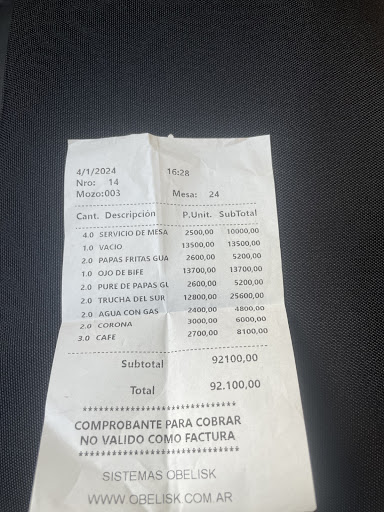 4/1/2024 16:28
Nro: 14
Mozo:003 Mesa: 24
Cant. Descripción P.Unit. SubTotal
4.0 SERVICIO DE MESA 2500,00 10000,00
1.0 VACIO 13500,00 13500,00
2.0 PAPAS FRITAS GUA 2600,00 5200,00
1.0 OJO DE BIFE 13700,00 13700,00
2.0 PURE DE PAPAS GL 2600,00 5200,00
2.0 TRUCHA DEL SUR 12800,00 25600,00
2.0 AGUA CON GAS 2400,00 4800,00
2.0 CORONA 3000,00 6000,00
3.0 CAFE 2700,00 8100,00
Subtotal 92100,00
Total 92.100,00
******************************
COMPROBANTE PARA COBRAR
NO VALIDO COMO FACTURA
******************************
SISTEMAS OBELISK
WWW.OBELISK.COM.AR